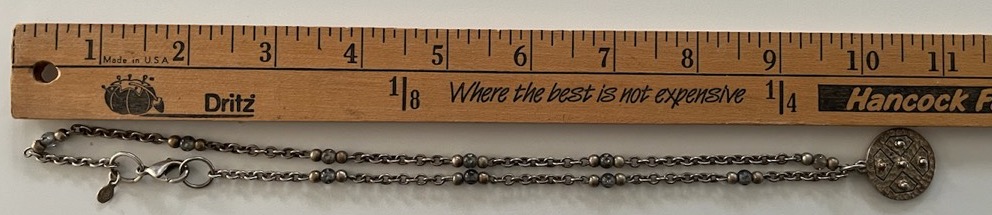 1 2 3 4 5 6 7 8 9 10 11
Made in U.S.A
Dritz 1/8 Where the best is not expensive 1/4 Hancock F